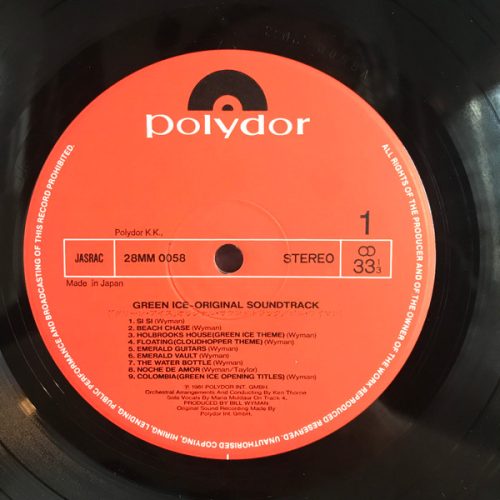 polydor
Polydor K.K.,
1
JASRAC
28MM 0058
STEREO
33 1/3
Made in Japan
GREEN ICE-ORIGINAL SOUNDTRACK
1. SI SI (Wyman)
2. BEACH CHASE (Wyman)
3. HOLBROOKS HOUSE(GREEN ICE THEME) (Wyman)
4. FLOATING(CLOUDHOPPER THEME) (Wyman)
5. EMERALD GUITARS (Wyman)
6. EMERALD VAULT (Wyman)
7. THE WATER BOTTLE (Wyman)
8. NOCHE DE AMOR (Wyman/Taylor)
9. COLOMBIA(GREEN ICE OPENING TITLES) (Wyman)
℗ 1981 POLYDOR INT. GMBH.
Orchestral Arrangements And Conducting By Ken Thorne
Solo Vocals By Maria Muldaur On Track 4.
PRODUCED BY BILL WYMAN
Original Sound Recording Made By
Polydor Int. GmbH.
ALL RIGHTS OF THE PRODUCER AND OF THE OWNER OF THE WORK REPRODUCED RESERVED. UNAUTHORISED COPYING, HIRING, LENDING, PUBLIC PERFORMANCE AND BROADCASTING OF THIS RECORD PROHIBITED.